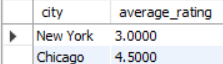 city average_rating
New York 3.0000
Chicago 4.5000